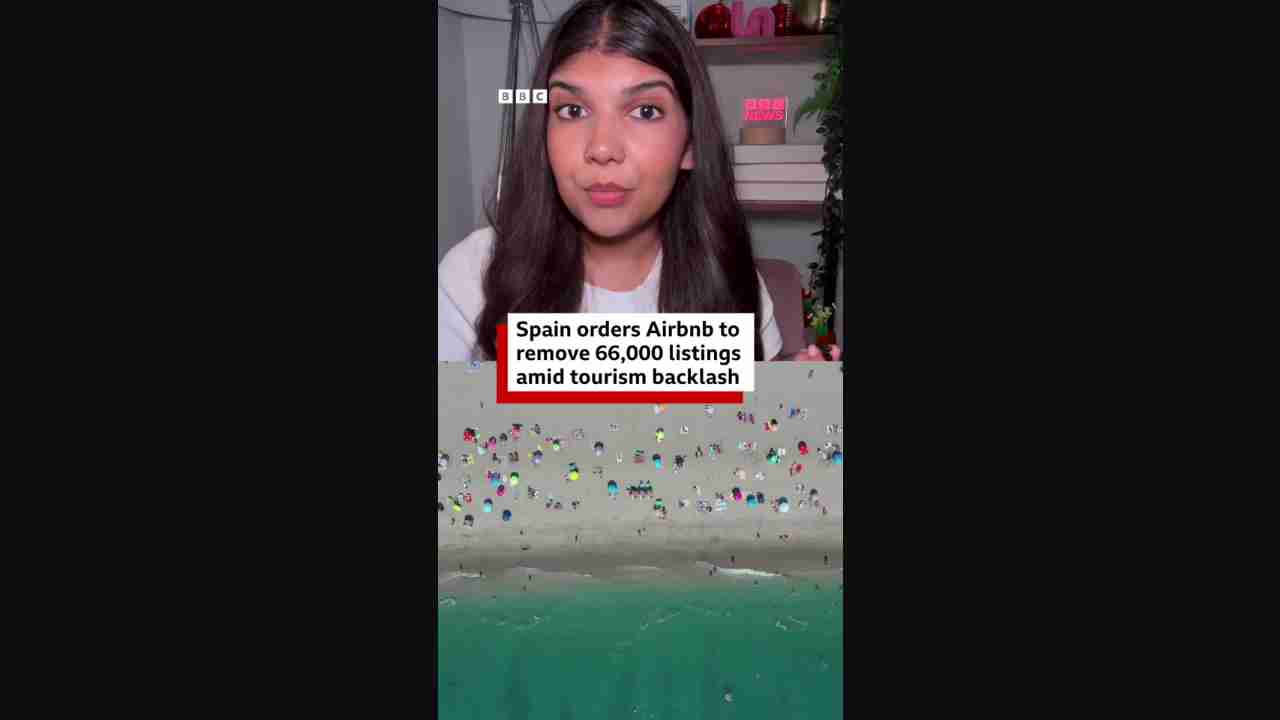 BBC
BBC
NEWS
Spain orders Airbnb to
remove 66,000 listings
amid tourism backlash